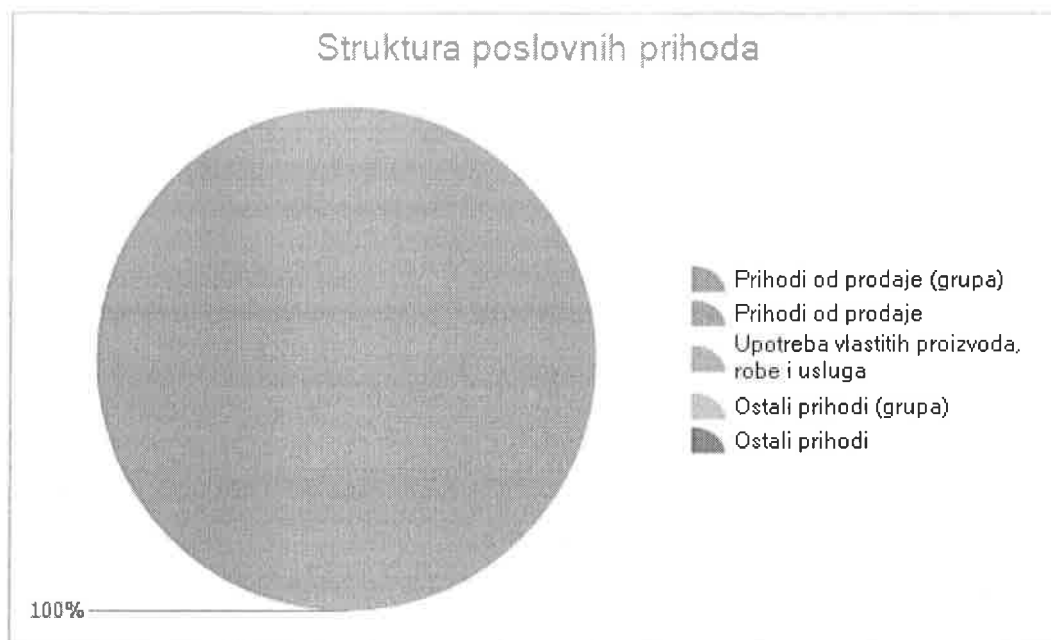 Struktura poslovnih prihoda
Prihodi od prodaje (grupa)
Prihodi od prodaje
Upotreba vlastitih proizvoda,
robe i usluga
Ostali prihodi (grupa)
Ostali prihodi
100%